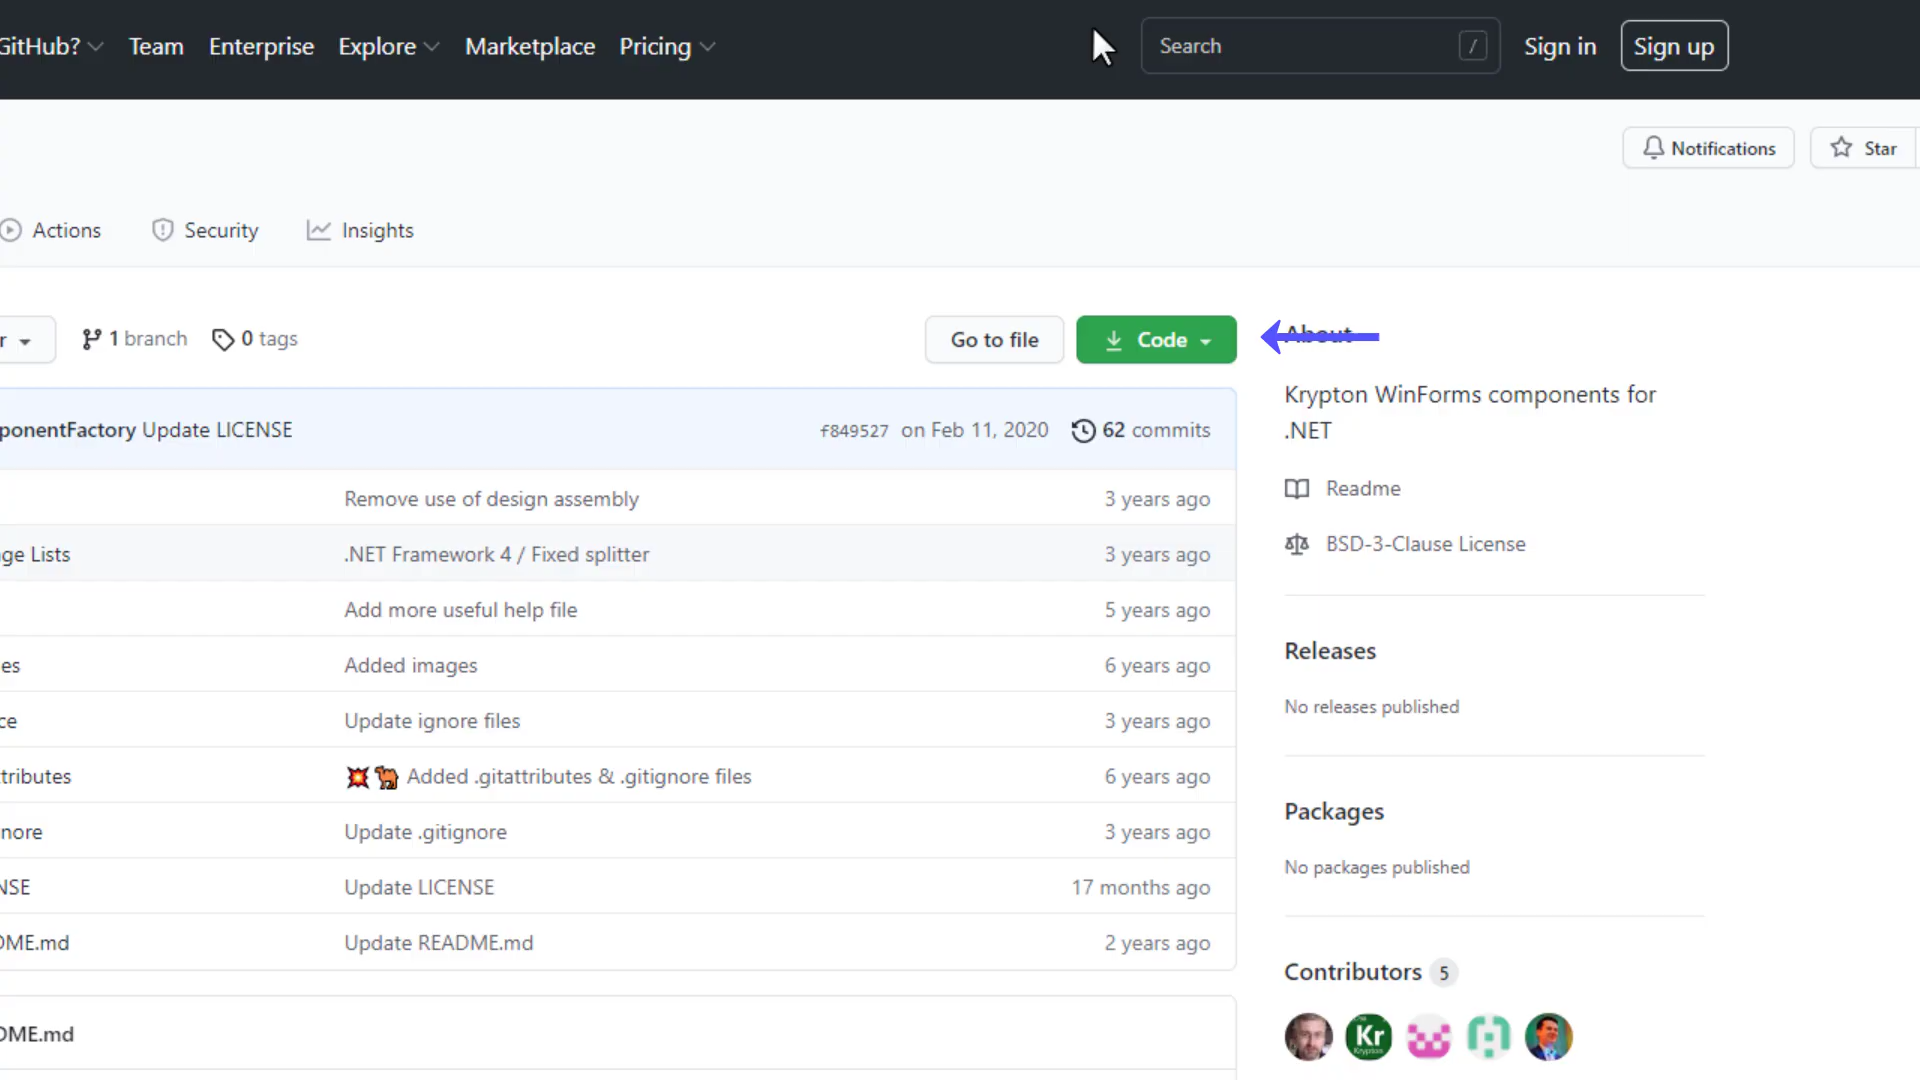 GitHub? Team Enterprise Explore Marketplace Pricing Search / Sign in Sign up
Notifications Star
Actions Security Insights
r 1 branch 0 tags Go to file Code About
Krypton WinForms components for
.NET
ponentFactory Update LICENSE f849527 on Feb 11, 2020 62 commits
Readme
Remove use of design assembly 3 years ago
BSD-3-Clause License
ge Lists .NET Framework 4 / Fixed splitter 3 years ago
Add more useful help file 5 years ago
Releases
es Added images 6 years ago
No releases published
ce Update ignore files 3 years ago
tributes 💥🐫 Added .gitattributes & .gitignore files 6 years ago
Packages
nore Update .gitignore 3 years ago
No packages published
NSE Update LICENSE 17 months ago
OME.md Update README.md 2 years ago
Contributors 5
OME.md
Kr
Krypton